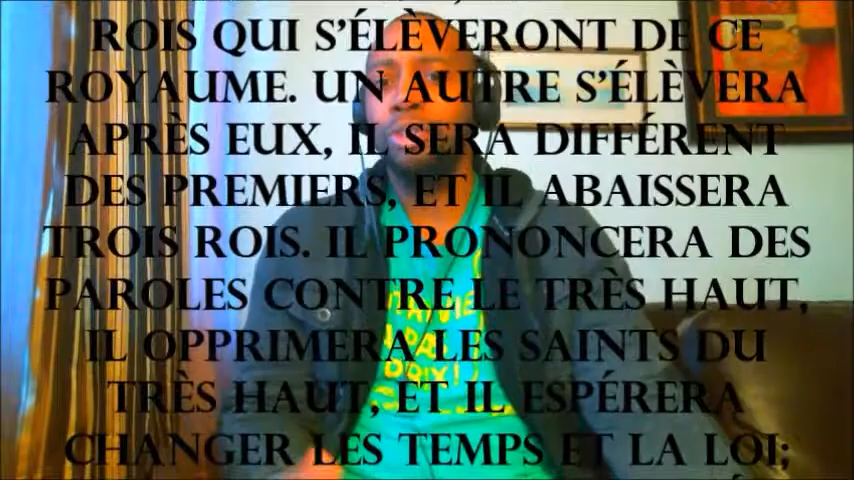 ROIS QUI S'ÉLÈVERONT DE CE
ROYAUME. UN AUTRE S'ÉLÈVERA
APRÈS EUX, IL SERA DIFFÉRENT
DES PREMIERS, ET IL ABAISSERA
TROIS ROIS. IL PRONONCERA DES
PAROLES CONTRE LE TRÈS HAUT,
IL OPPRIMERA LES SAINTS DU
TRÈS HAUT, ET IL ESPÉRERA
CHANGER LES TEMPS ET LA LOI;